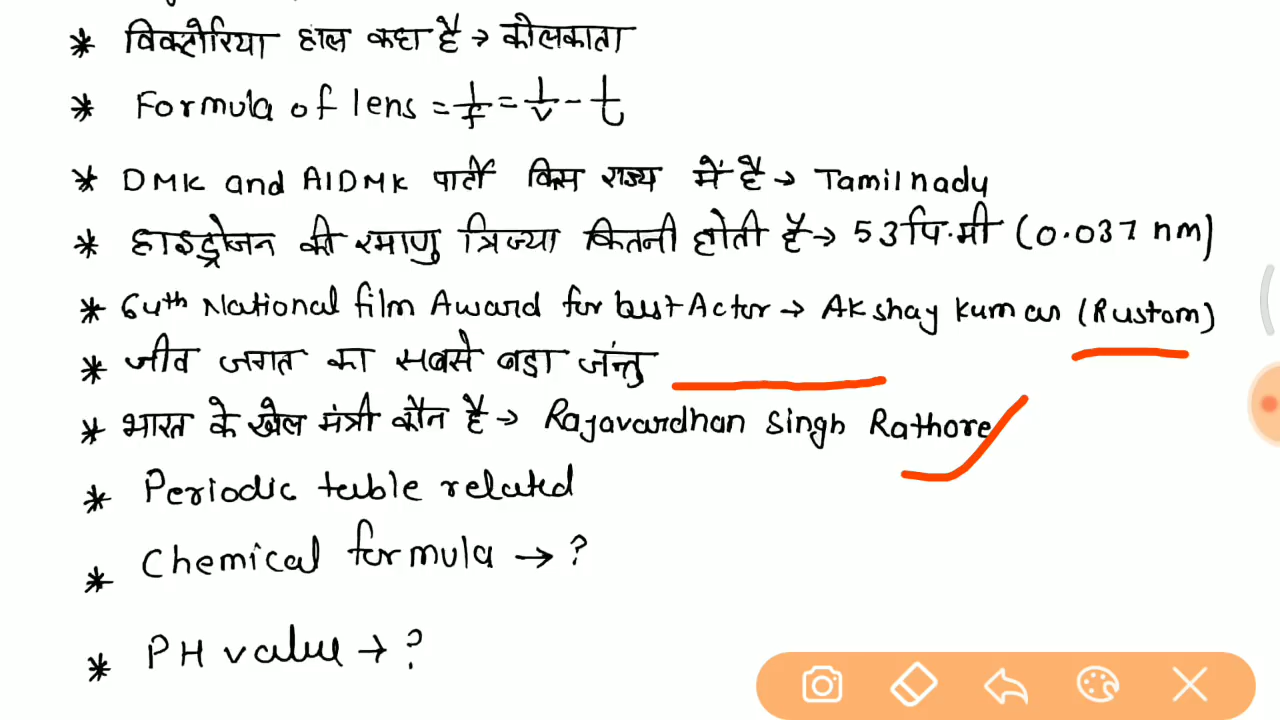 * विक्टोरिया हाल कहा है → कोलकाता
* Formula of lens = 1/f = 1/v - 1/u
* DMK and AIDMK पार्टी किस राज्य में है → Tamilnadu
* हाइड्रोजन की रमाणु त्रिज्या कितनी होती है → 53 पि.मी (0.037 nm)
* 64th National film Award for best Actor → Akshay Kumar (Rustom)
* जीव जगत का सबसे बड़ा जंन्तु
* भारत के खेल मंत्री कौन है → Rajavardhan Singh Rathore
* Periodic table related
* Chemical formula → ?
* PH value → ?